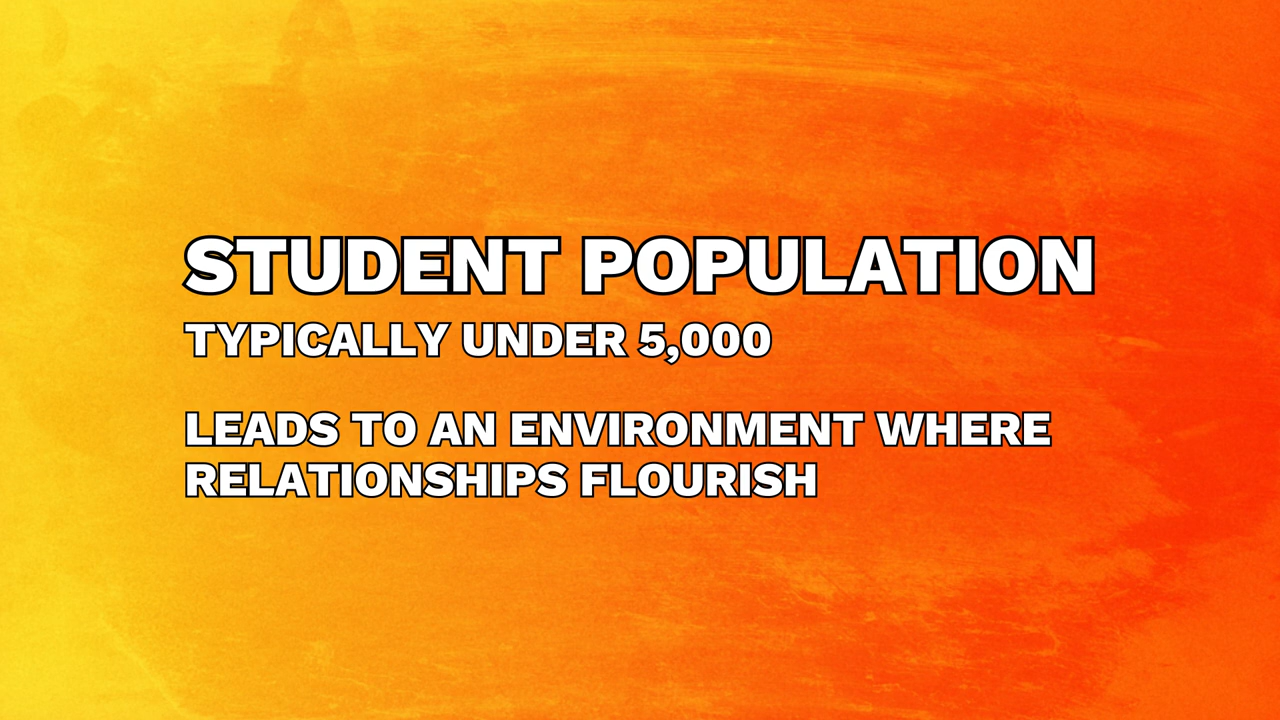 STUDENT POPULATION
TYPICALLY UNDER 5,000
LEADS TO AN ENVIRONMENT WHERE
RELATIONSHIPS FLOURISH